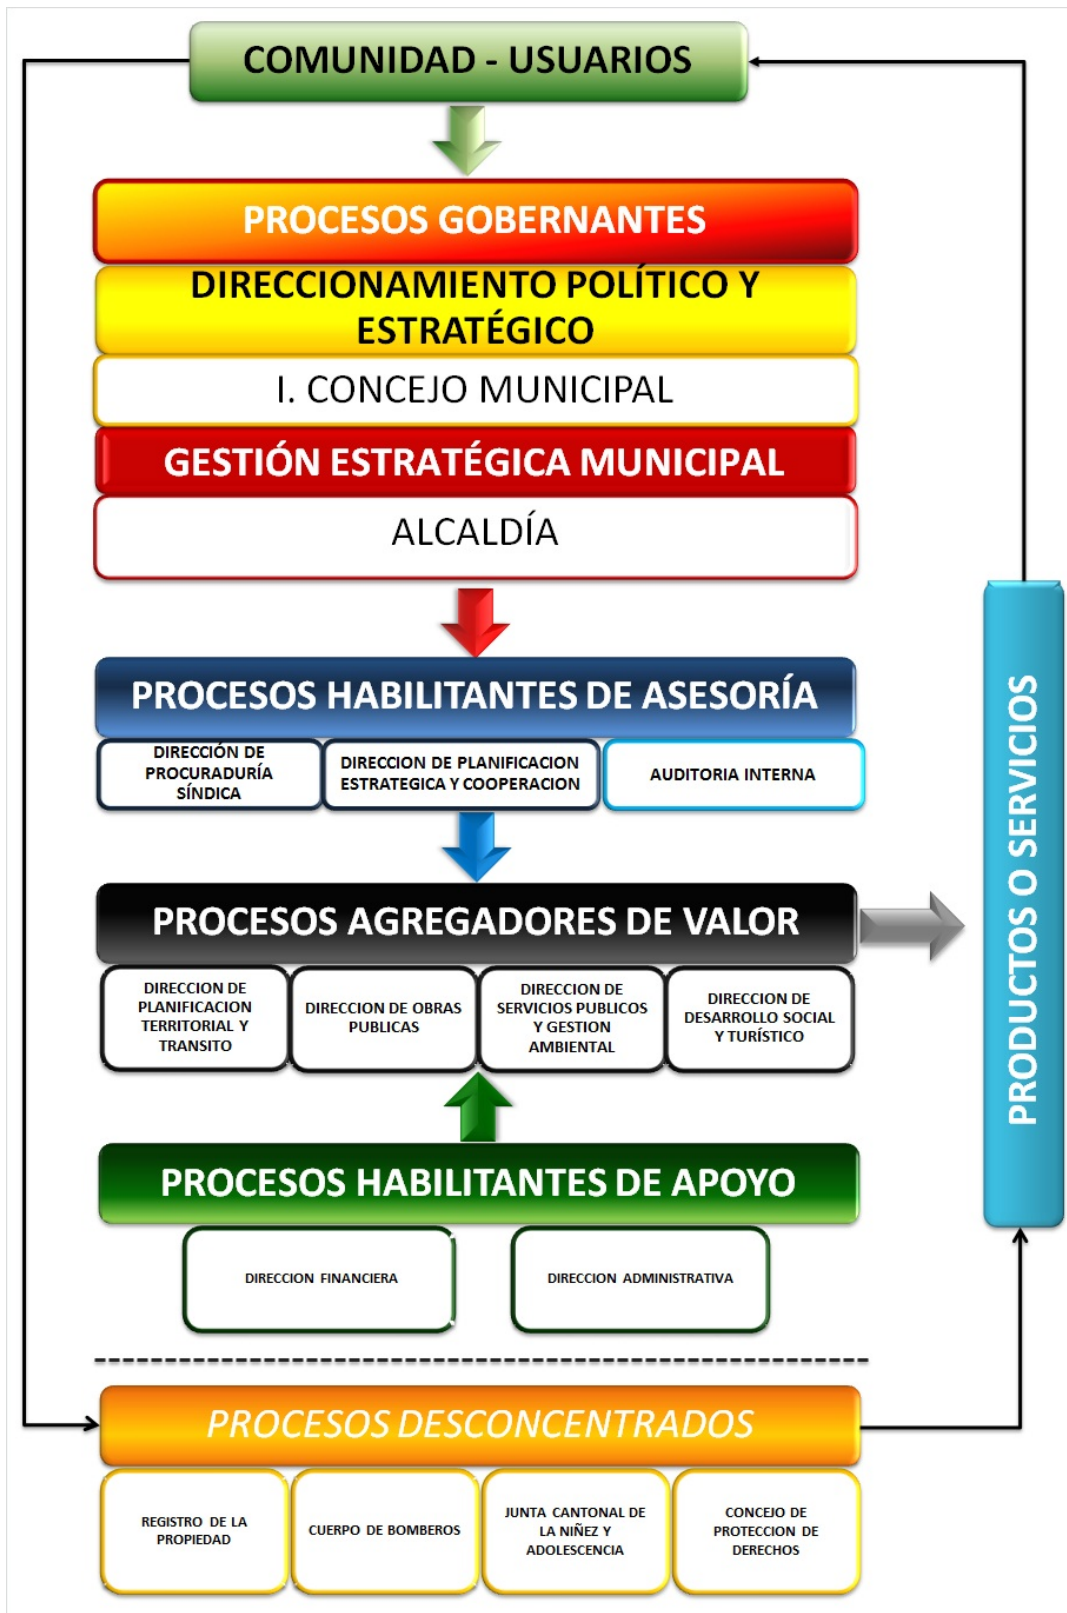 COMUNIDAD - USUARIOS
PROCESOS GOBERNANTES
DIRECCIONAMIENTO POLÍTICO Y
ESTRATÉGICO
I. CONCEJO MUNICIPAL
GESTIÓN ESTRATÉGICA MUNICIPAL
ALCALDÍA
PROCESOS HABILITANTES DE ASESORÍA
DIRECCIÓN DE
PROCURADURÍA
SÍNDICA
DIRECCION DE PLANIFICACION
ESTRATEGICA Y COOPERACION
AUDITORIA INTERNA
PROCESOS AGREGADORES DE VALOR
DIRECCION DE
PLANIFICACION
TERRITORIAL Y
TRANSITO
DIRECCION DE OBRAS
PUBLICAS
DIRECCION DE
SERVICIOS PUBLICOS
Y GESTION
AMBIENTAL
DIRECCION DE
DESARROLLO SOCIAL
Y TURÍSTICO
PROCESOS HABILITANTES DE APOYO
DIRECCION FINANCIERA
DIRECCION ADMINISTRATIVA
PROCESOS DESCONCENTRADOS
REGISTRO DE LA
PROPIEDAD
CUERPO DE BOMBEROS
JUNTA CANTONAL DE
LA NIÑEZ Y
ADOLESCENCIA
CONCEJO DE
PROTECCION DE
DERECHOS
PRODUCTOS O SERVICIOS